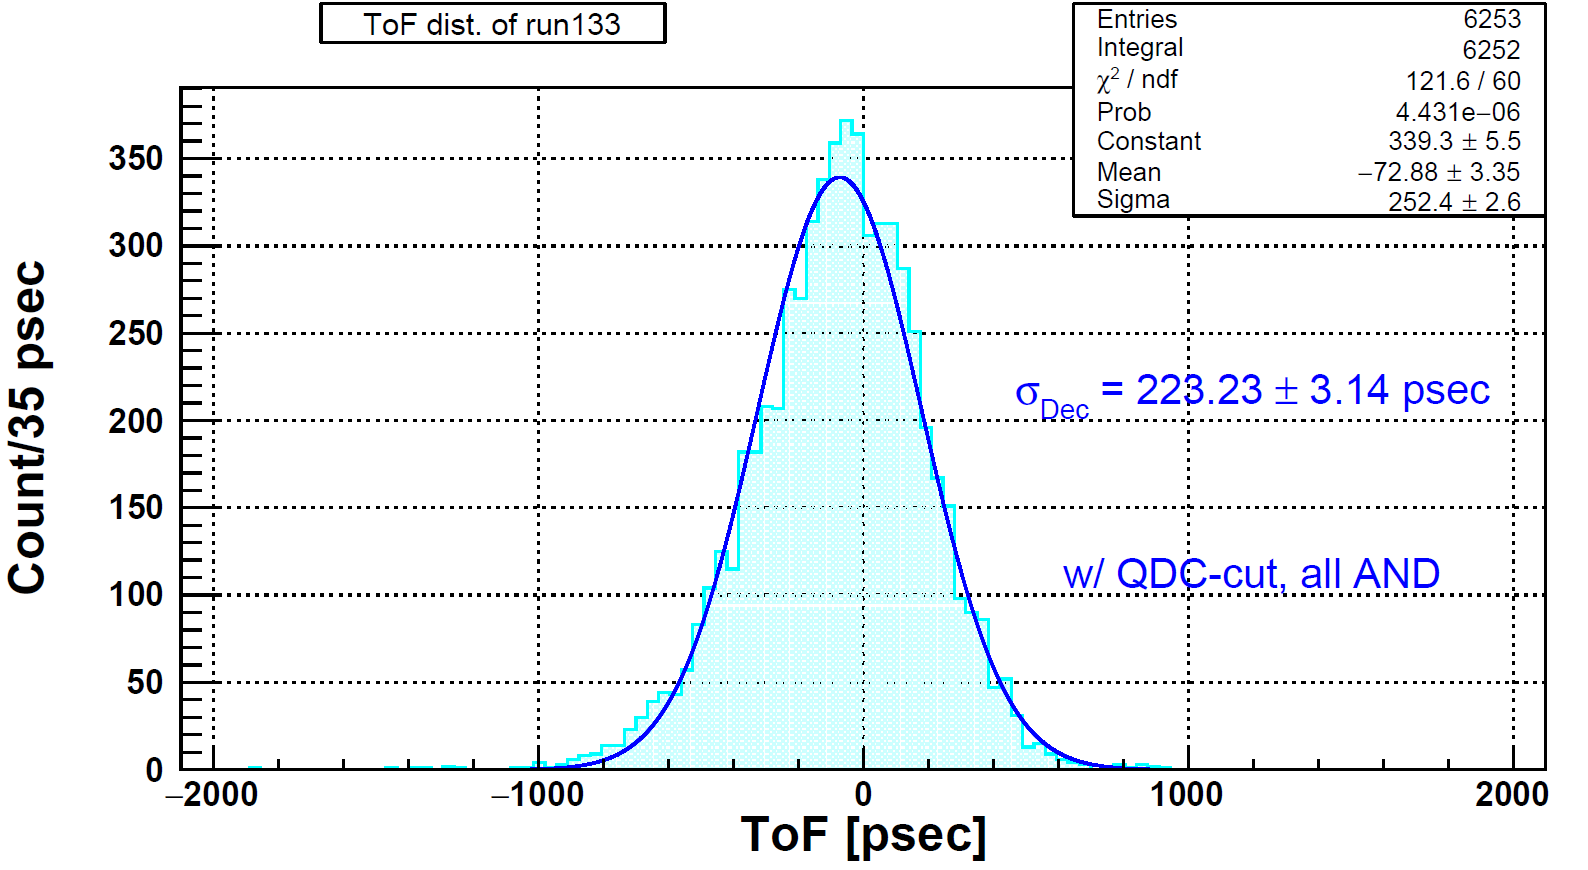 ToF dist. of run133
Entries 6253
Integral 6252
χ² / ndf 121.6 / 60
Prob 4.431e−06
Constant 339.3 ± 5.5
Mean −72.88 ± 3.35
Sigma 252.4 ± 2.6
Count/35 psec
350
300
250
200
150
100
50
0
σDec = 223.23 ± 3.14 psec
w/ QDC-cut, all AND
−2000 −1000 0 1000 2000
ToF [psec]